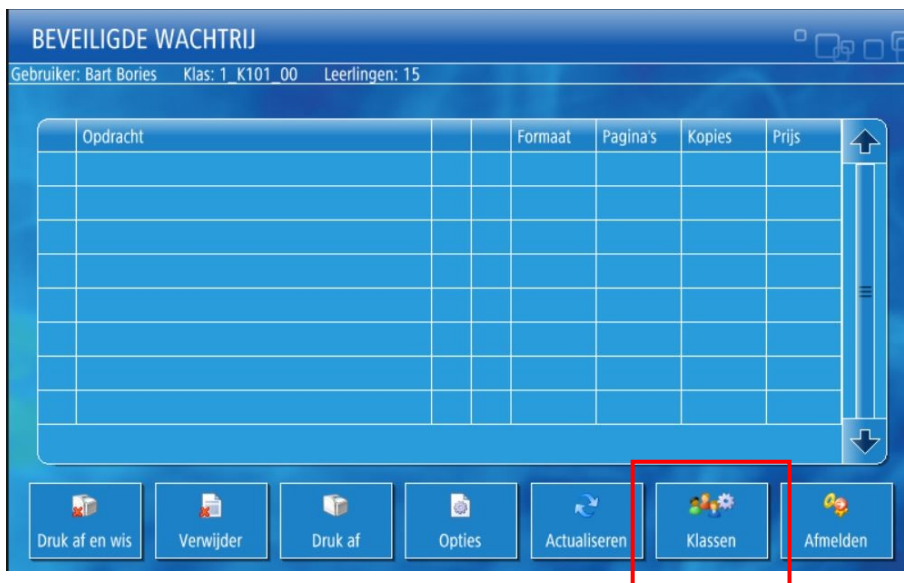 BEVEILIGDE WACHTRIJ
Gebruiker: Bart Bories Klas: 1_K101_00 Leerlingen: 15
Opdracht Formaat Pagina's Kopies Prijs
Druk af en wis Verwijder Druk af Opties Actualiseren Klassen Afmelden